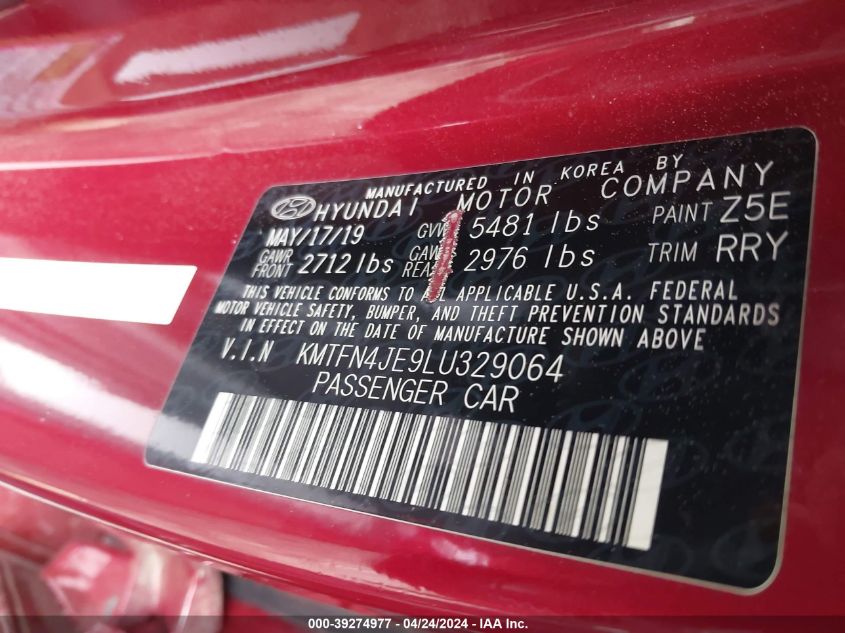 MANUFACTURED IN KOREA BY
HYUNDAI MOTOR COMPANY
MAY/17/19 GVW 5481 lbs PAINT Z5E
GAWR FRONT 2712 lbs GAW REA 2976 lbs TRIM RRY
THIS VEHICLE CONFORMS TO ALL APPLICABLE U.S.A. FEDERAL
MOTOR VEHICLE SAFETY, BUMPER, AND THEFT PREVENTION STANDARDS
IN EFFECT ON THE DATE OF MANUFACTURE SHOWN ABOVE
V.I.N KMTFN4JE9LU329064
PASSENGER CAR
000-39274977 - 04/24/2024 - IAA Inc.